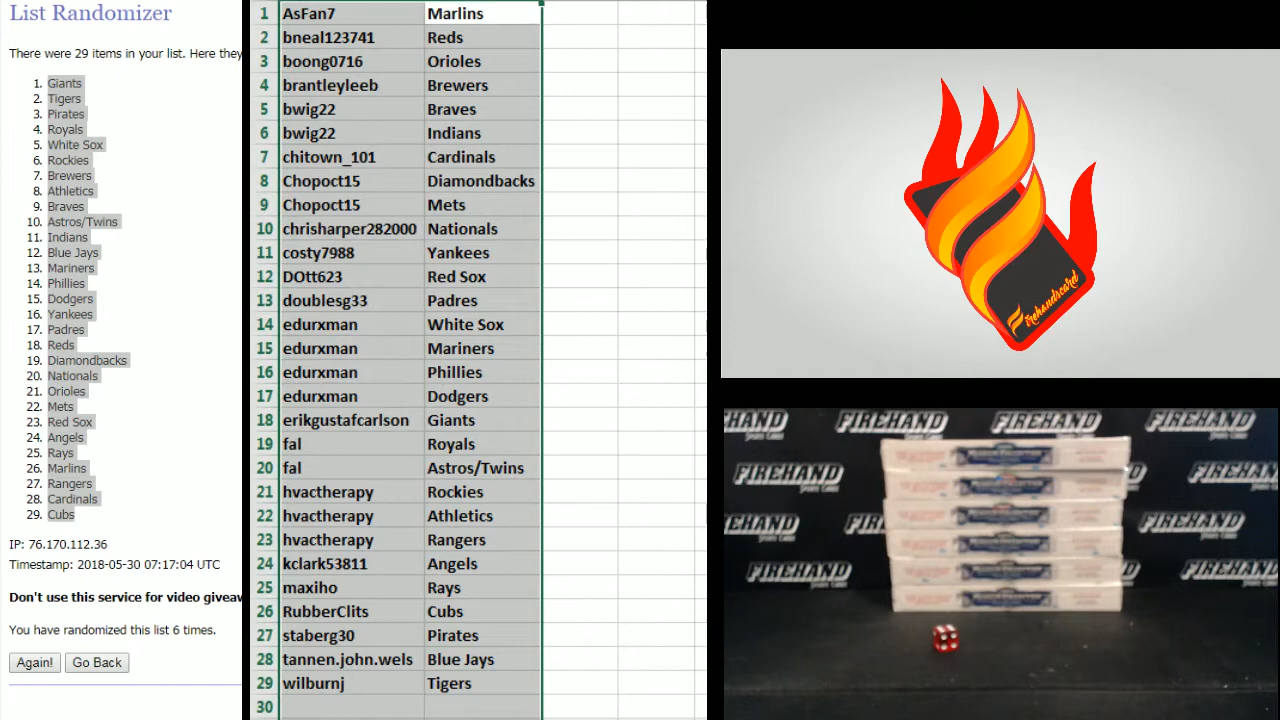 List Randomizer
There were 29 items in your list. Here they
1. Giants
2. Tigers
3. Pirates
4. Royals
5. White Sox
6. Rockies
7. Brewers
8. Athletics
9. Braves
10. Astros/Twins
11. Indians
12. Blue Jays
13. Mariners
14. Phillies
15. Dodgers
16. Yankees
17. Padres
18. Reds
19. Diamondbacks
20. Nationals
21. Orioles
22. Mets
23. Red Sox
24. Angels
25. Rays
26. Marlins
27. Rangers
28. Cardinals
29. Cubs
IP: 76.170.112.36
Timestamp: 2018-05-30 07:17:04 UTC
Don't use this service for video giveaw
You have randomized this list 6 times.
Again! Go Back
1 AsFan7 Marlins
2 bneal123741 Reds
3 boong0716 Orioles
4 brantleyleeb Brewers
5 bwig22 Braves
6 bwig22 Indians
7 chitown_101 Cardinals
8 Chopoct15 Diamondbacks
9 Chopoct15 Mets
10 chrisharper282000 Nationals
11 costy7988 Yankees
12 DOtt623 Red Sox
13 doublesg33 Padres
14 edurxman White Sox
15 edurxman Mariners
16 edurxman Phillies
17 edurxman Dodgers
18 erikgustafcarlson Giants
19 fal Royals
20 fal Astros/Twins
21 hvactherapy Rockies
22 hvactherapy Athletics
23 hvactherapy Rangers
24 kclark53811 Angels
25 maxiho Rays
26 RubberClits Cubs
27 staberg30 Pirates
28 tannen.john.wels Blue Jays
29 wilburnj Tigers
30
Firehandscard
FIREHAND
FIREHAND
FIREHAND
FIREHAND
FIREHAND
FIREHAND